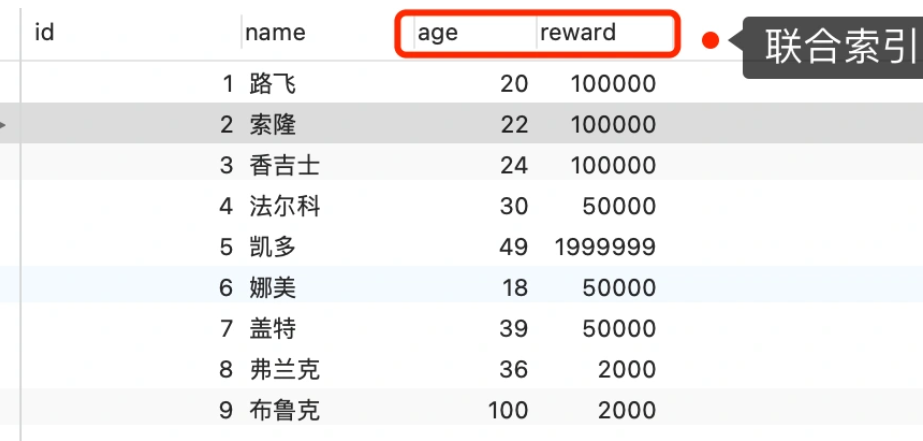 id name age reward 联合索引
1 路飞 20 100000
2 索隆 22 100000
3 香吉士 24 100000
4 法尔科 30 50000
5 凯多 49 1999999
6 娜美 18 50000
7 盖特 39 50000
8 弗兰克 36 2000
9 布鲁克 100 2000